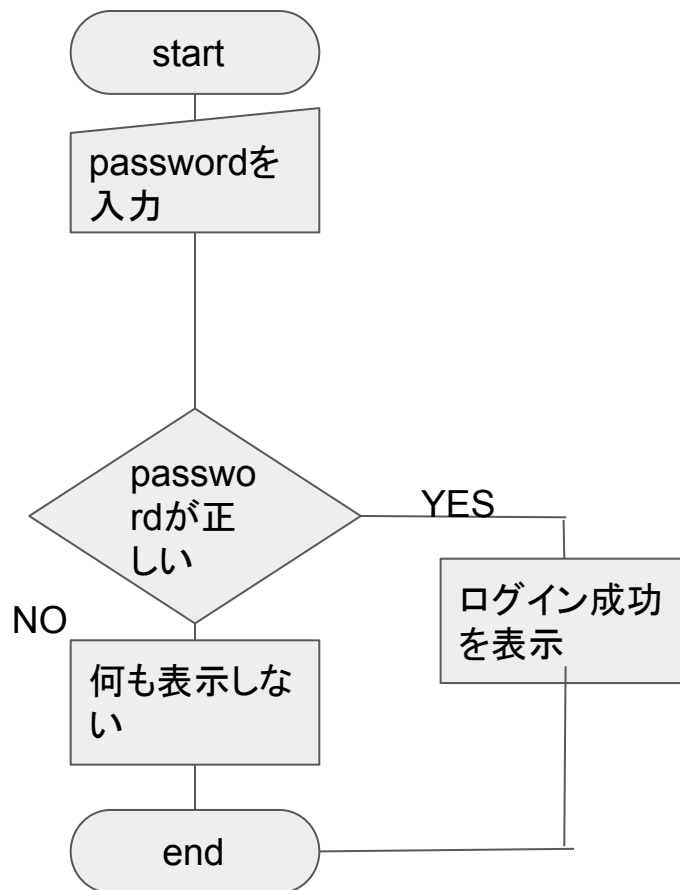 start
passwordを
入力
passwo
rdが正
しい
YES
ログイン成功
を表示
NO
何も表示しな
い
end